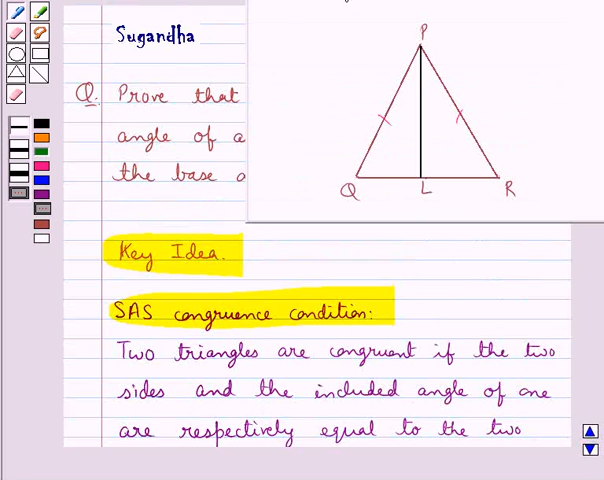 Sugandha
P
Q. Prove that
angle of a
the base a
Q L R
Key Idea.
SAS congruence condition:
Two triangles are congruent if the two
sides and the included angle of one
are respectively equal to the two